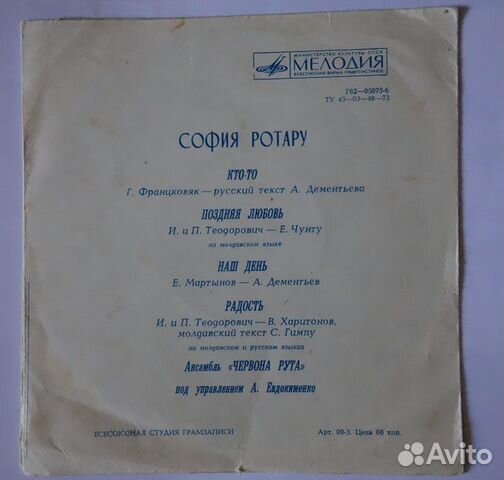 МИНИСТЕРСТВО КУЛЬТУРЫ СССР
МЕЛОДИЯ
ВСЕСОЮЗНАЯ ФИРМА ГРАМПЛАСТИНОК
Г62—05075-6
ТУ 43—03—48—73
СОФИЯ РОТАРУ
КТО-ТО
Г. Францковяк — русский текст А. Дементьева
ПОЗДНЯЯ ЛЮБОВЬ
И. и П. Теодорович — Е. Чунту
на молдавском языке
НАШ ДЕНЬ
Е. Мартынов — А. Дементьев
РАДОСТЬ
И. и П. Теодорович — В. Харитонов,
молдавский текст С. Гимпу
на молдавском и русском языках
Ансамбль «ЧЕРВОНА РУТА»
под управлением А. Евдокименко
ВСЕСОЮЗНАЯ СТУДИЯ ГРАМЗАПИСИ
Арт. 09-3. Цена 60 коп.
Avito